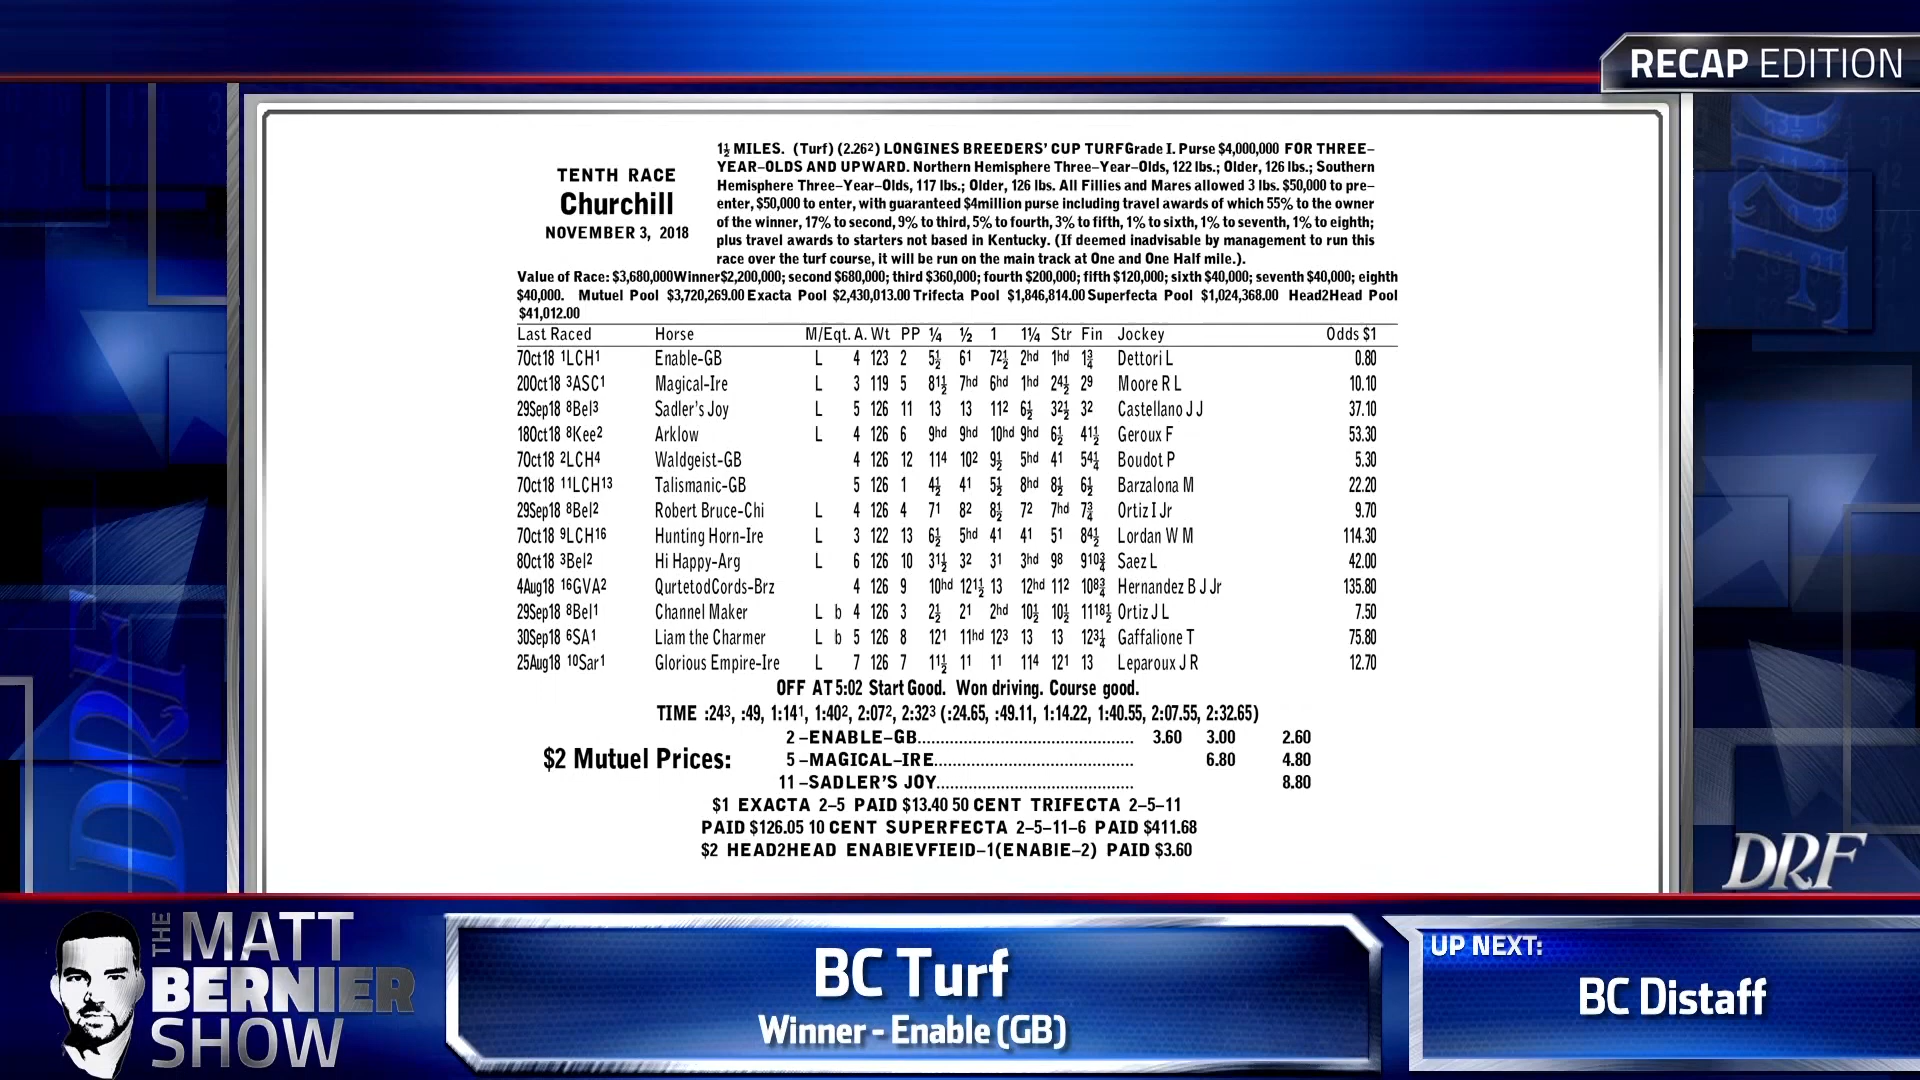 RECAP EDITION
TENTH RACE
Churchill
NOVEMBER 3, 2018
1½ MILES. (Turf) (2.26²) LONGINES BREEDERS' CUP TURFGrade I. Purse $4,000,000 FOR THREE-
YEAR-OLDS AND UPWARD. Northern Hemisphere Three-Year-Olds, 122 lbs.; Older, 126 lbs.; Southern
Hemisphere Three-Year-Olds, 117 lbs.; Older, 126 lbs. All Fillies and Mares allowed 3 lbs. $50,000 to pre-
enter, $50,000 to enter, with guaranteed $4million purse including travel awards of which 55% to the owner
of the winner, 17% to second, 9% to third, 5% to fourth, 3% to fifth, 1% to sixth, 1% to seventh, 1% to eighth;
plus travel awards to starters not based in Kentucky. (If deemed inadvisable by management to run this
race over the turf course, it will be run on the main track at One and One Half mile.).
Value of Race: $3,680,000Winner$2,200,000; second $680,000; third $360,000; fourth $200,000; fifth $120,000; sixth $40,000; seventh $40,000; eighth
$40,000. Mutuel Pool $3,720,269.00 Exacta Pool $2,430,013.00 Trifecta Pool $1,846,814.00 Superfecta Pool $1,024,368.00 Head2Head Pool
$41,012.00
Last Raced Horse M/Eqt. A. Wt PP ¼ ½ 1 1¼ Str Fin Jockey Odds $1
7Oct18 1LCH1 Enable-GB L 4 123 2 5½ 61 72½ 2hd 1hd 1¾ Dettori L 0.80
20Oct18 3ASC1 Magical-Ire L 3 119 5 81½ 7hd 6hd 1hd 24½ 29 Moore R L 10.10
29Sep18 8Bel3 Sadler's Joy L 5 126 11 13 13 112 6½ 32½ 32 Castellano J J 37.10
18Oct18 8Kee2 Arklow L 4 126 6 9hd 9hd 10hd 9hd 6½ 41½ Geroux F 53.30
7Oct18 2LCH4 Waldgeist-GB 4 126 12 114 102 9½ 5hd 41 54¼ Boudot P 5.30
7Oct18 11LCH13 Talismanic-GB 5 126 1 4½ 41 5½ 8hd 8½ 6½ Barzalona M 22.20
29Sep18 8Bel2 Robert Bruce-Chi L 4 126 4 71 82 8½ 72 7hd 7¾ Ortiz I Jr 9.70
7Oct18 9LCH16 Hunting Horn-Ire L 3 122 13 6½ 5hd 41 41 51 84½ Lordan W M 114.30
8Oct18 3Bel2 Hi Happy-Arg L 6 126 10 31½ 32 31 3hd 98 910¾ Saez L 42.00
4Aug18 16GVA2 QurtetodCords-Brz 4 126 9 10hd 121½ 13 12hd 112 108¾ Hernandez B J Jr 135.80
29Sep18 8Bel1 Channel Maker L b 4 126 3 2½ 21 2hd 10½ 10½ 1118½ Ortiz J L 7.50
30Sep18 6SA1 Liam the Charmer L b 5 126 8 121 11hd 123 13 13 123¼ Gaffalione T 75.80
25Aug18 10Sar1 Glorious Empire-Ire L 7 126 7 11½ 11 11 114 121 13 Leparoux J R 12.70
OFF AT 5:02 Start Good. Won driving. Course good.
TIME :24³, :49, 1:14¹, 1:40², 2:07², 2:32³ (:24.65, :49.11, 1:14.22, 1:40.55, 2:07.55, 2:32.65)
$2 Mutuel Prices:
2 –ENABLE–GB........................................ 3.60 3.00 2.60
5 –MAGICAL–IRE..................................... 6.80 4.80
11 –SADLER'S JOY..................................... 8.80
$1 EXACTA 2–5 PAID $13.40 50 CENT TRIFECTA 2–5–11
PAID $126.05 10 CENT SUPERFECTA 2–5–11–6 PAID $411.68
$2 HEAD2HEAD ENABlEVFIElD–1(ENABlE–2) PAID $3.60
DRF
DRF
DRF
THE MATT
BERNIER
SHOW
BC Turf
Winner - Enable (GB)
UP NEXT:
BC Distaff